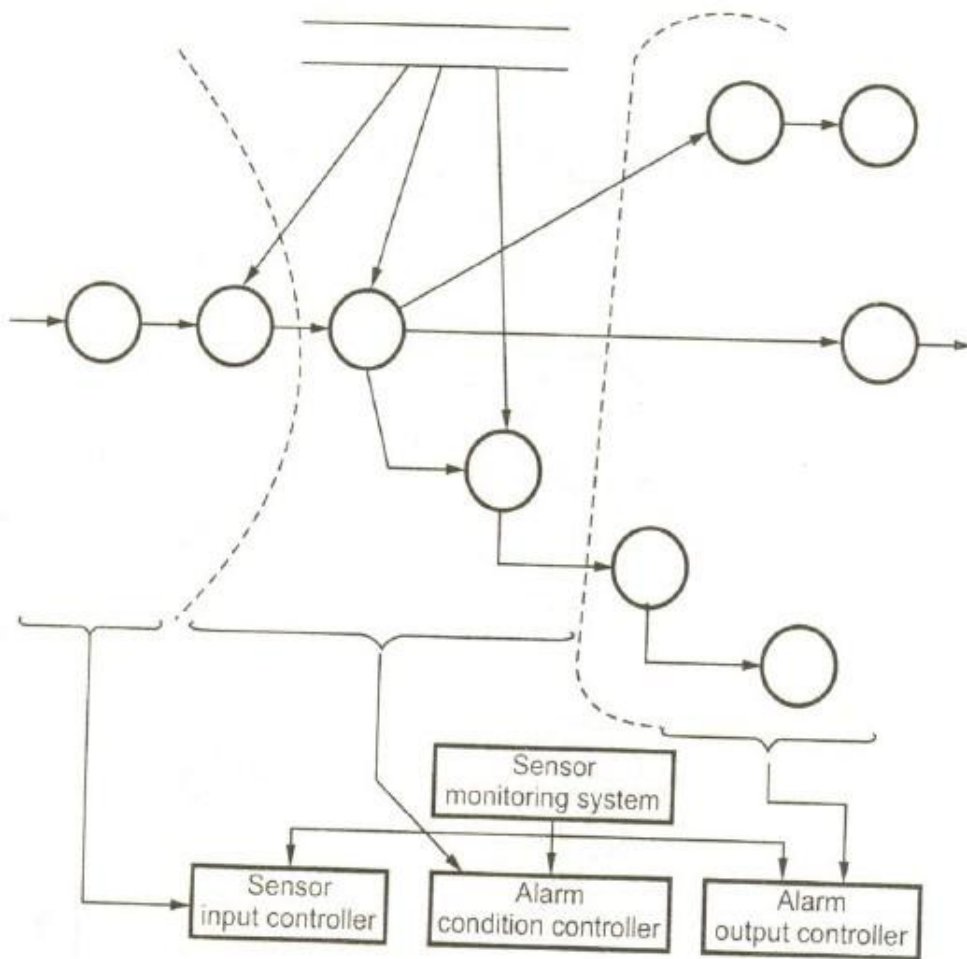 Sensor
monitoring system
Sensor
input controller
Alarm
condition controller
Alarm
output controller